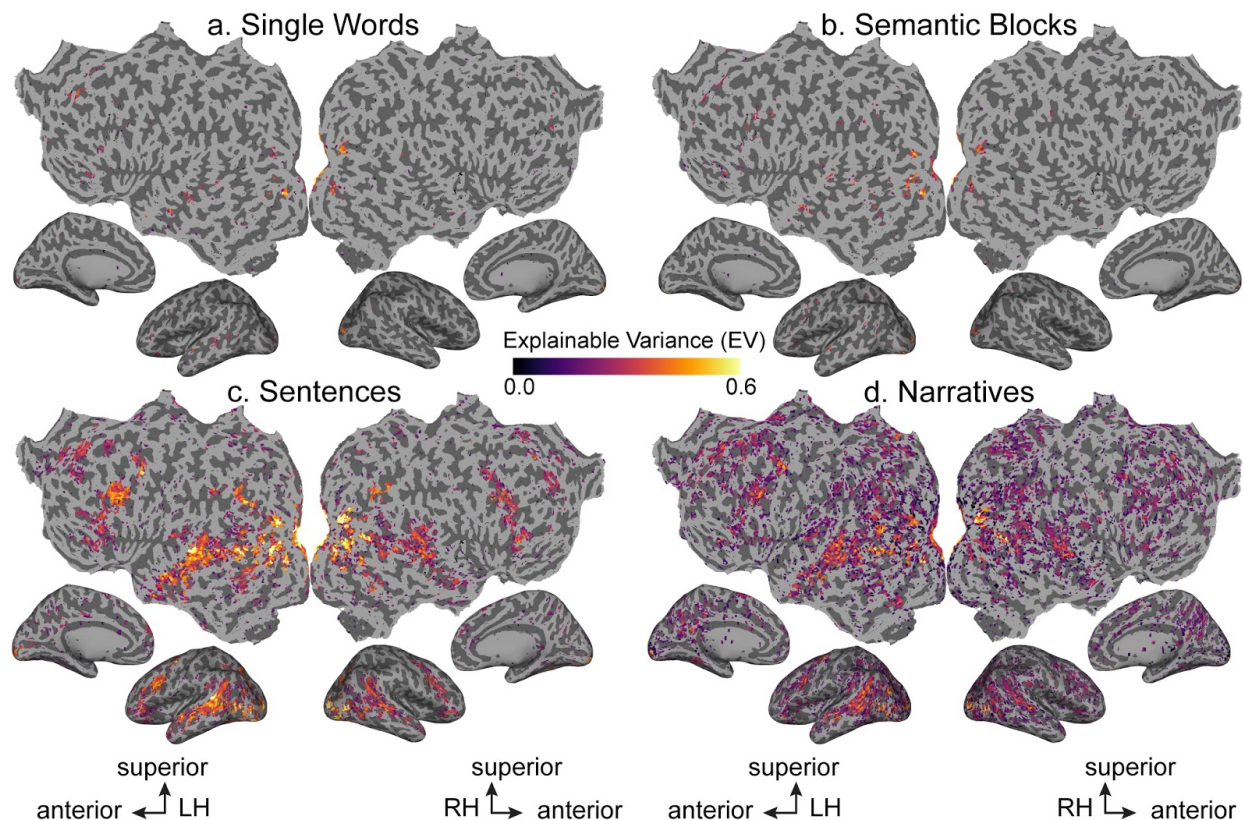 a. Single Words
b. Semantic Blocks
Explainable Variance (EV)
0.0 0.6
c. Sentences
d. Narratives
superior superior superior superior
anterior LH RH anterior anterior LH RH anterior